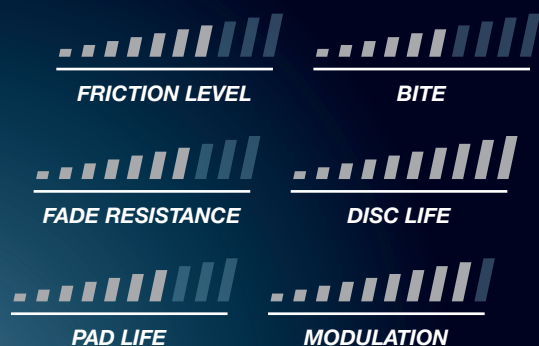 FRICTION LEVEL
BITE
FADE RESISTANCE
DISC LIFE
PAD LIFE
MODULATION